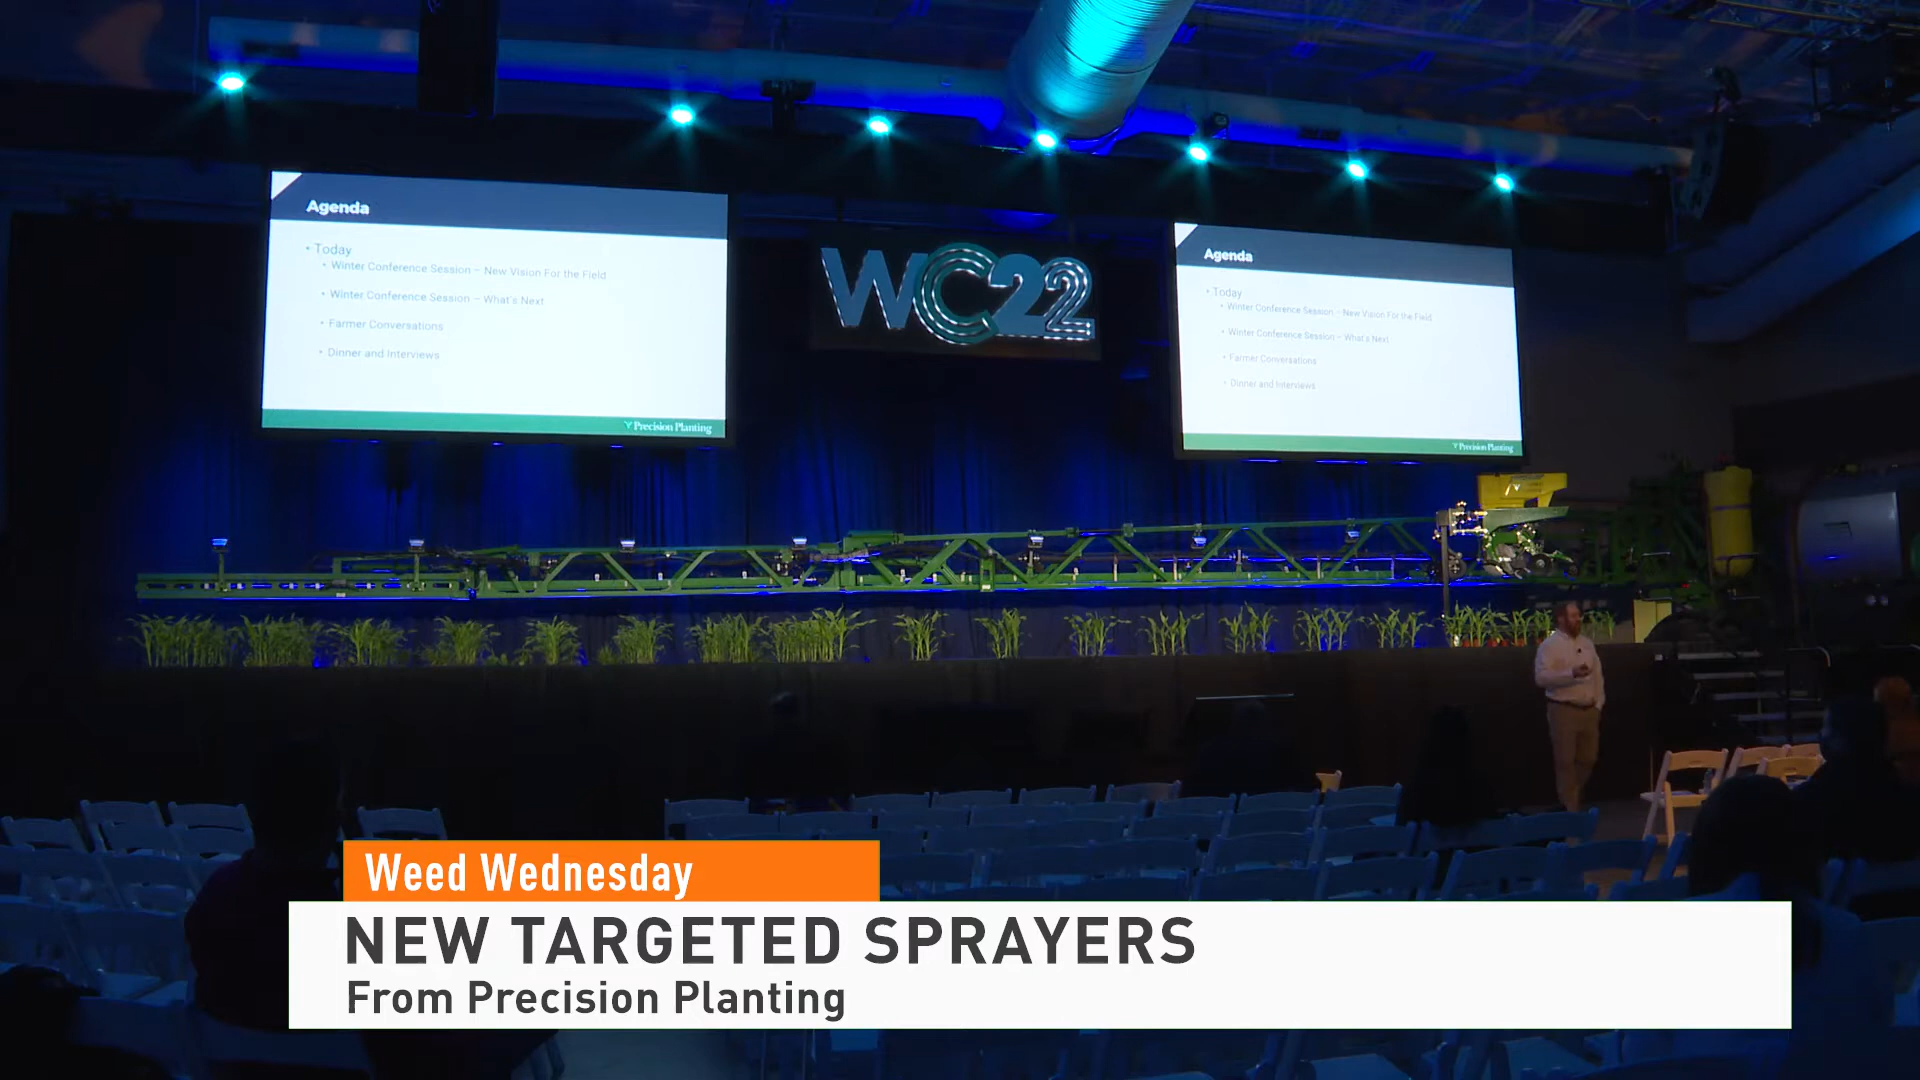 Agenda
• Today
• Winter Conference Session – New Vision For the Field
• Winter Conference Session – What's Next
• Farmer Conversations
• Dinner and Interviews
Precision Planting
WC22
Agenda
• Today
• Winter Conference Session – New Vision For the Field
• Winter Conference Session – What's Next
• Farmer Conversations
• Dinner and Interviews
Precision Planting
Weed Wednesday
NEW TARGETED SPRAYERS
From Precision Planting